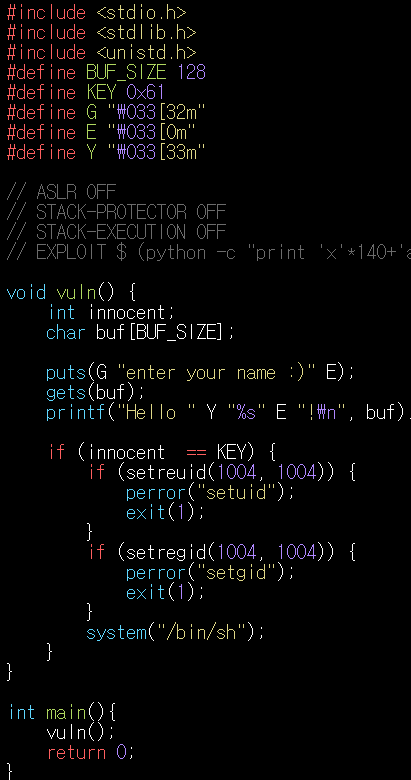 #include <stdio.h>
#include <stdlib.h>
#include <unistd.h>
#define BUF_SIZE 128
#define KEY 0x61
#define G "₩033[32m"
#define E "₩033[0m"
#define Y "₩033[33m"
// ASLR OFF
// STACK-PROTECTOR OFF
// STACK-EXECUTION OFF
// EXPLOIT $ (python -c "print 'x'*140+'a
void vuln() {
int innocent;
char buf[BUF_SIZE];
puts(G "enter your name :)" E);
gets(buf);
printf("Hello " Y "%s" E "!₩n", buf);
if (innocent  == KEY) {
if (setreuid(1004, 1004)) {
perror("setuid");
exit(1);
}
if (setregid(1004, 1004)) {
perror("setgid");
exit(1);
}
system("/bin/sh");
}
}
int main(){
vuln();
return 0;
}